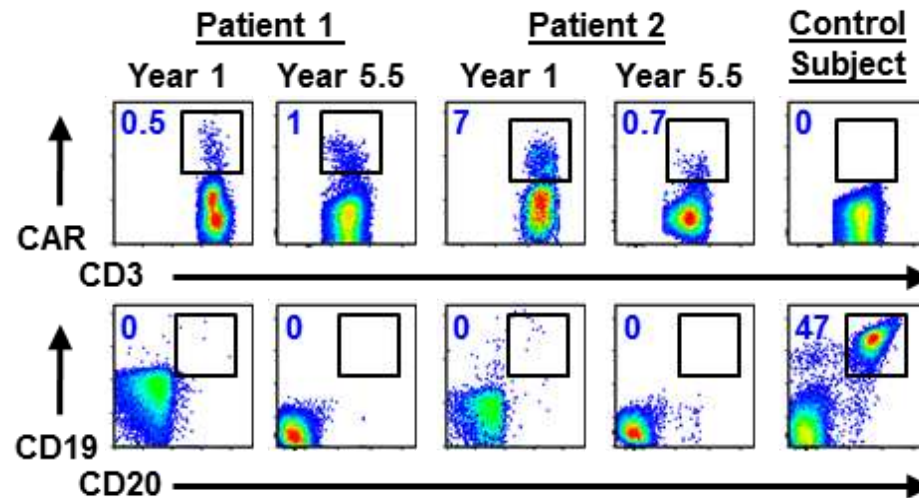 Patient 1 Patient 2 Control Subject
Year 1 Year 5.5 Year 1 Year 5.5
0.5 1 7 0.7 0
CAR
CD3
0 0 0 0 47
CD19
CD20